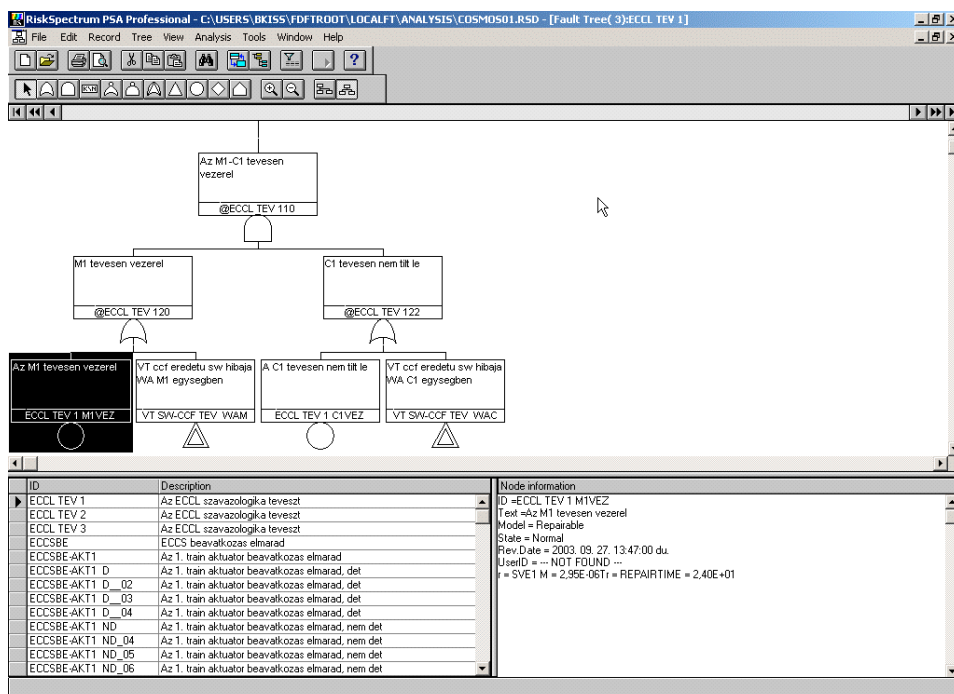 RiskSpectrum PSA Professional - C:\USERS\BKISS\FDFTROOT\LOCALFT\ANALYSIS\COSMOS01.RSD - [Fault Tree( 3):ECCL TEV 1]
File Edit Record Tree View Analysis Tools Window Help
K\N
Az M1-C1 tevesen
vezerel
@ECCL TEV 110
M1 tevesen vezerel
C1 tevesen nem tilt le
@ECCL TEV 120
@ECCL TEV 122
Az M1 tevesen vezerel
VT ccf eredetu sw hibaja
WA M1 egysegben
A C1 tevesen nem tilt le
VT ccf eredetu sw hibaja
WA C1 egysegben
ECCL TEV 1 M1VEZ
VT SW-CCF TEV WAM
ECCL TEV 1 C1VEZ
VT SW-CCF TEV WAC
ID Description
ECCL TEV 1 Az ECCL szavazologika teveszt
ECCL TEV 2 Az ECCL szavazologika teveszt
ECCL TEV 3 Az ECCL szavazologika teveszt
ECCSBE ECCS beavatkozas elmarad
ECCSBE-AKT1 Az 1. train aktuator beavatkozas elmarad
ECCSBE-AKT1 D Az 1. train aktuator beavatkozas elmarad, det
ECCSBE-AKT1 D__02 Az 1. train aktuator beavatkozas elmarad, det
ECCSBE-AKT1 D__03 Az 1. train aktuator beavatkozas elmarad, det
ECCSBE-AKT1 D__04 Az 1. train aktuator beavatkozas elmarad, det
ECCSBE-AKT1 ND Az 1. train aktuator beavatkozas elmarad, nem det
ECCSBE-AKT1 ND_04 Az 1. train aktuator beavatkozas elmarad, nem det
ECCSBE-AKT1 ND_05 Az 1. train aktuator beavatkozas elmarad, nem det
ECCSBE-AKT1 ND_06 Az 1. train aktuator beavatkozas elmarad, nem det
Node information
ID =ECCL TEV 1 M1VEZ
Text =Az M1 tevesen vezerel
Model = Repairable
State = Normal
Rev.Date = 2003. 09. 27. 13:47:00 du.
UserID = --- NOT FOUND ---
r = SVE1 M = 2,95E-06Tr = REPAIRTIME = 2,40E+01